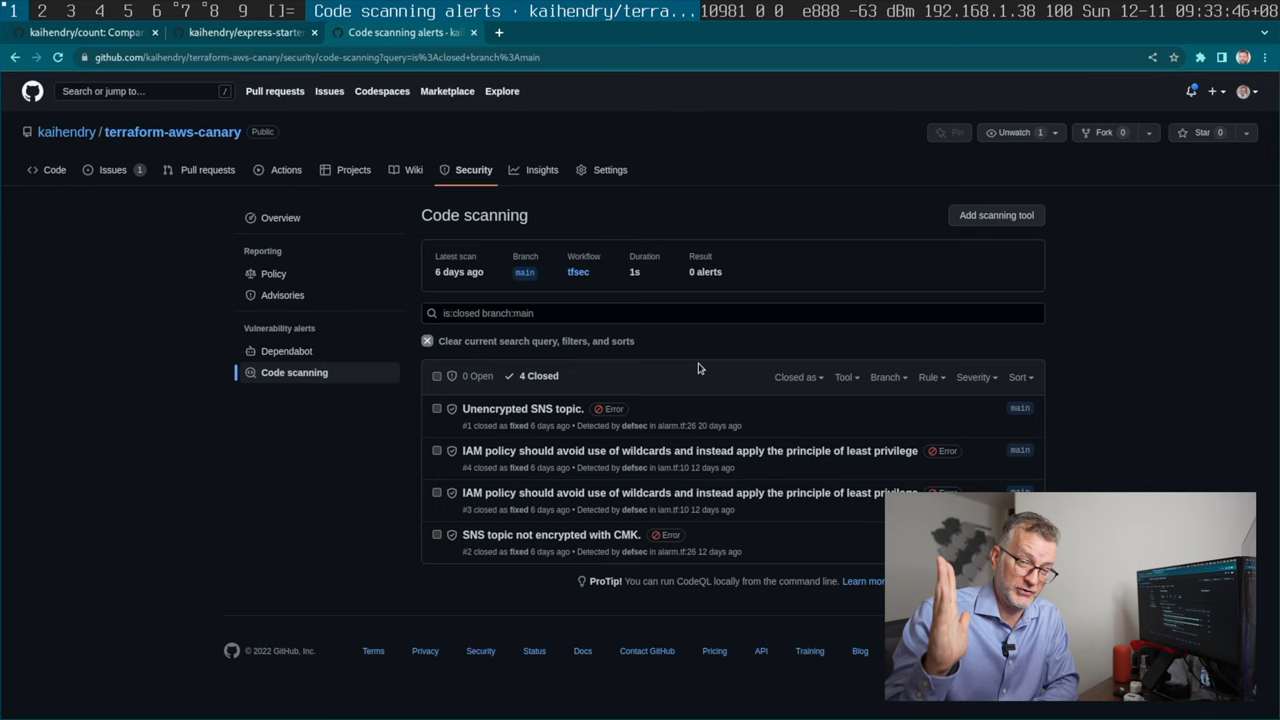 1 2 3 4 5 6 °7 °8 9 []= Code scanning alerts · kaihendry/terra... 10981 0 0 e888 -63 dBm 192.168.1.38 100 Sun 12-11 09:33:46+08
kaihendry/count: Compa kaihendry/express-starte Code scanning alerts · kai
github.com/kaihendry/terraform-aws-canary/security/code-scanning?query=is%3Aclosed+branch%3Amain
Search or jump to… / Pull requests Issues Codespaces Marketplace Explore
kaihendry / terraform-aws-canary Public Pin Unwatch 1 Fork 0 Star 0
Code Issues 1 Pull requests Actions Projects Wiki Security Insights Settings
Overview
Reporting
Policy
Advisories
Vulnerability alerts
Dependabot
Code scanning
Code scanning Add scanning tool
Latest scan Branch Workflow Duration Result
6 days ago main tfsec 1s 0 alerts
is:closed branch:main
Clear current search query, filters, and sorts
0 Open 4 Closed Closed as Tool Branch Rule Severity Sort
Unencrypted SNS topic. Error main
#1 closed as fixed 6 days ago • Detected by defsec in alarm.tf:26 20 days ago
IAM policy should avoid use of wildcards and instead apply the principle of least privilege Error main
#4 closed as fixed 6 days ago • Detected by defsec in iam.tf:10 12 days ago
IAM policy should avoid use of wildcards and instead apply the principle of least privilege
#3 closed as fixed 6 days ago • Detected by defsec in iam.tf:10 12 days ago
SNS topic not encrypted with CMK. Error
#2 closed as fixed 6 days ago • Detected by defsec in alarm.tf:26 12 days ago
ProTip! You can run CodeQL locally from the command line. Learn mor
© 2022 GitHub, Inc. Terms Privacy Security Status Docs Contact GitHub Pricing API Training Blog